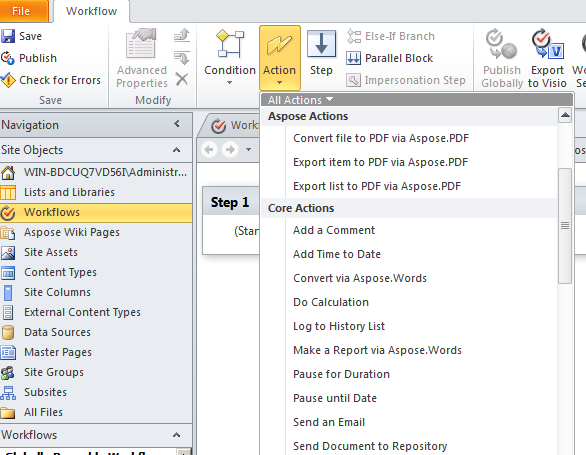 File
Workflow
Save
Publish
Check for Errors
Save
Advanced
Properties
Modify
Condition
Action
Step
Else-If Branch
Parallel Block
Impersonation Step
Publish
Globally
Export
to Visio
All Actions
Aspose Actions
Convert file to PDF via Aspose.PDF
Export item to PDF via Aspose.PDF
Export list to PDF via Aspose.PDF
Core Actions
Add a Comment
Add Time to Date
Convert via Aspose.Words
Do Calculation
Log to History List
Make a Report via Aspose.Words
Pause for Duration
Pause until Date
Send an Email
Send Document to Repository
Navigation
Site Objects
WIN-BDCUQ7VD56I\Administr...
Lists and Libraries
Workflows
Aspose Wiki Pages
Site Assets
Content Types
Site Columns
External Content Types
Data Sources
Master Pages
Site Groups
Subsites
All Files
Workflows
Step 1
(Star